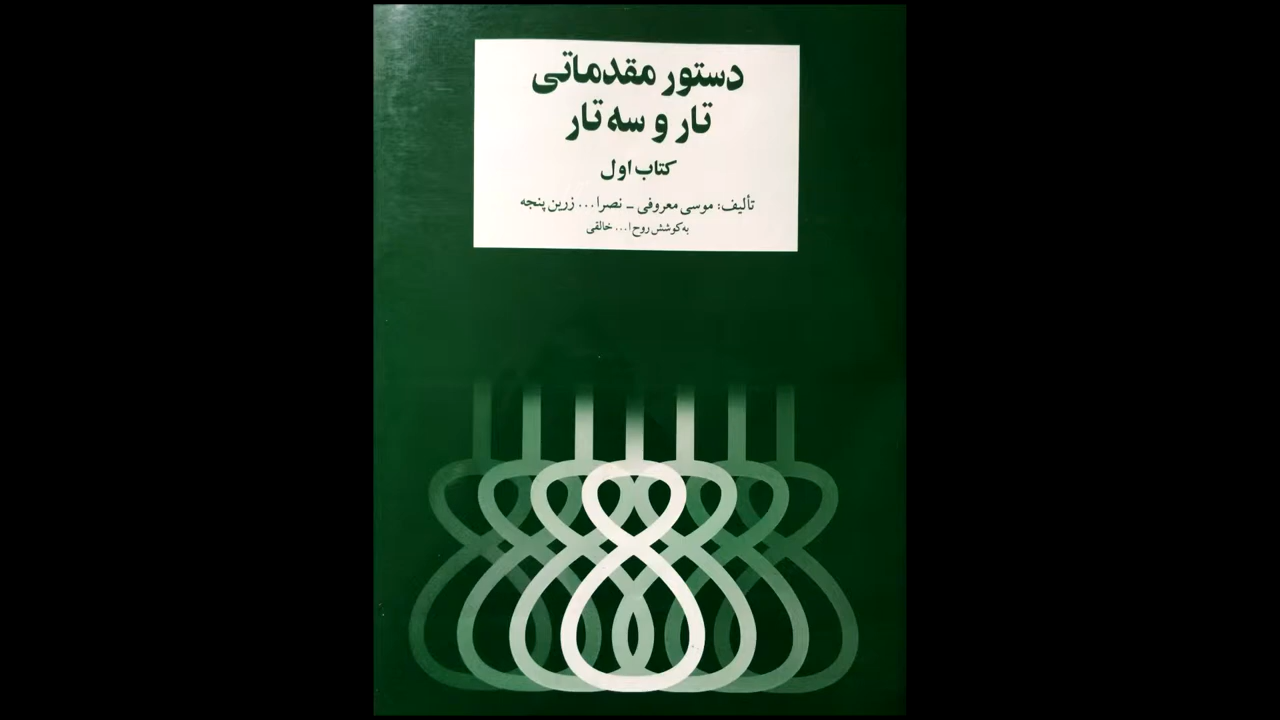 دستور مقدماتی
تار و سه تار
کتاب اول
تألیف: موسی معروفی ـ نصرا... زرین پنجه
به‌کوشش روح ا... خالقی